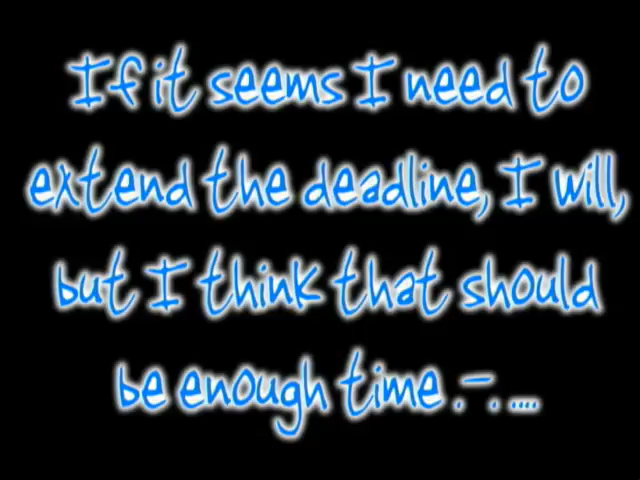 If it seems I need to
extend the deadline, I will,
but I think that should
be enough time .-. ....